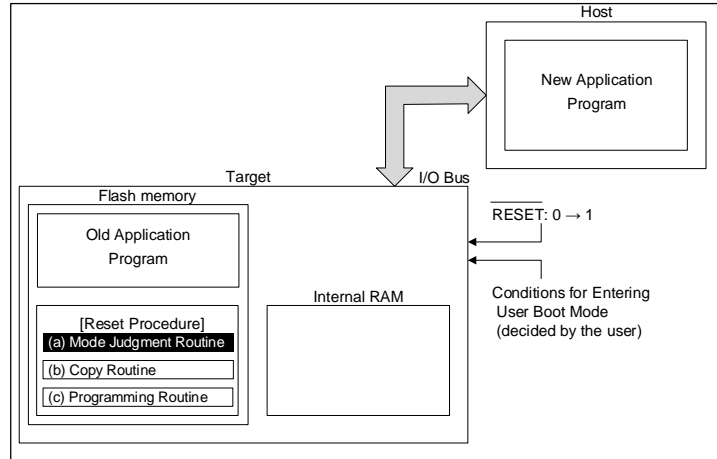 Host
New Application
Program
Target
I/O Bus
Flash memory
Old Application
Program
RESET: 0 → 1
Internal RAM
Conditions for Entering
User Boot Mode
(decided by the user)
[Reset Procedure]
(a) Mode Judgment Routine
(b) Copy Routine
(c) Programming Routine